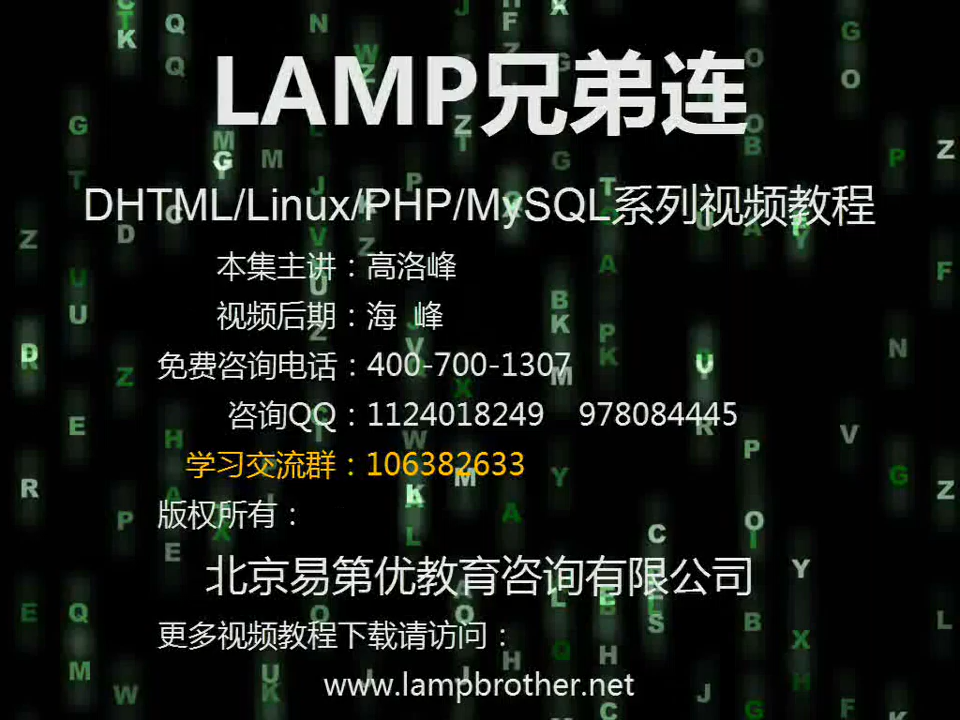 LAMP兄弟连
DHTML/Linux/PHP/MySQL系列视频教程
本集主讲：高洛峰
视频后期：海 峰
免费咨询电话：400-700-1307
咨询QQ：1124018249 978084445
学习交流群：106382633
版权所有：
北京易第优教育咨询有限公司
更多视频教程下载请访问：
www.lampbrother.net